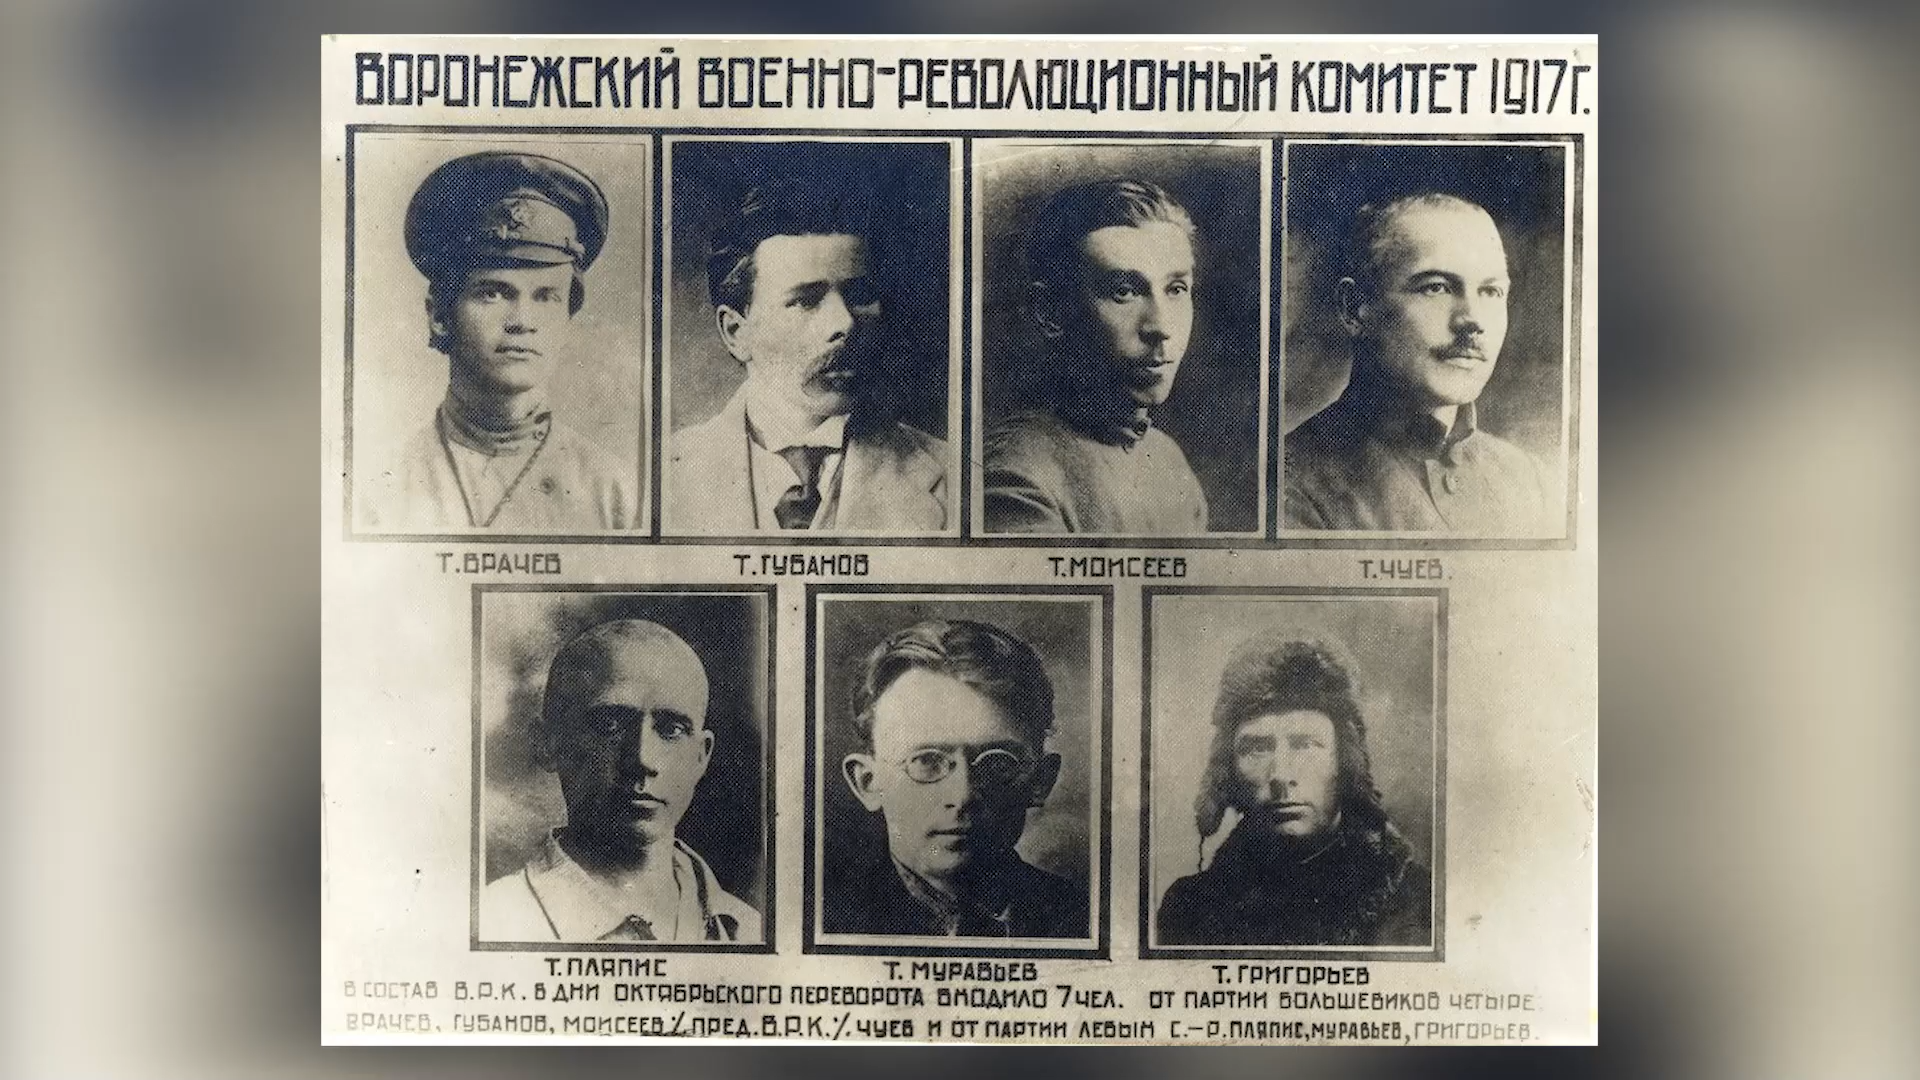 ВОРОНЕЖСКИЙ ВОЕННО-РЕВОЛЮЦИОННЫЙ КОМИТЕТ 1917Г.
Т.ВРАЧЕВ Т.ГУБАНОВ Т.МОИСЕЕВ Т.ЧУЕВ.
Т.ПЛЯПИС Т.МУРАВЬЕВ Т.ГРИГОРЬЕВ
В СОСТАВ В.Р.К. В ДНИ ОКТЯБРЬСКОГО ПЕРЕВОРОТА ВХОДИЛО 7 ЧЕЛ. ОТ ПАРТИИ БОЛЬШЕВИКОВ ЧЕТЫРЕ:
ВРАЧЕВ, ГУБАНОВ, МОИСЕЕВ ./. ПРЕД. В.Р.К. ./. ЧУЕВ И ОТ ПАРТИИ ЛЕВЫХ С.-Р. ПЛЯПИС, МУРАВЬЕВ, ГРИГОРЬЕВ.